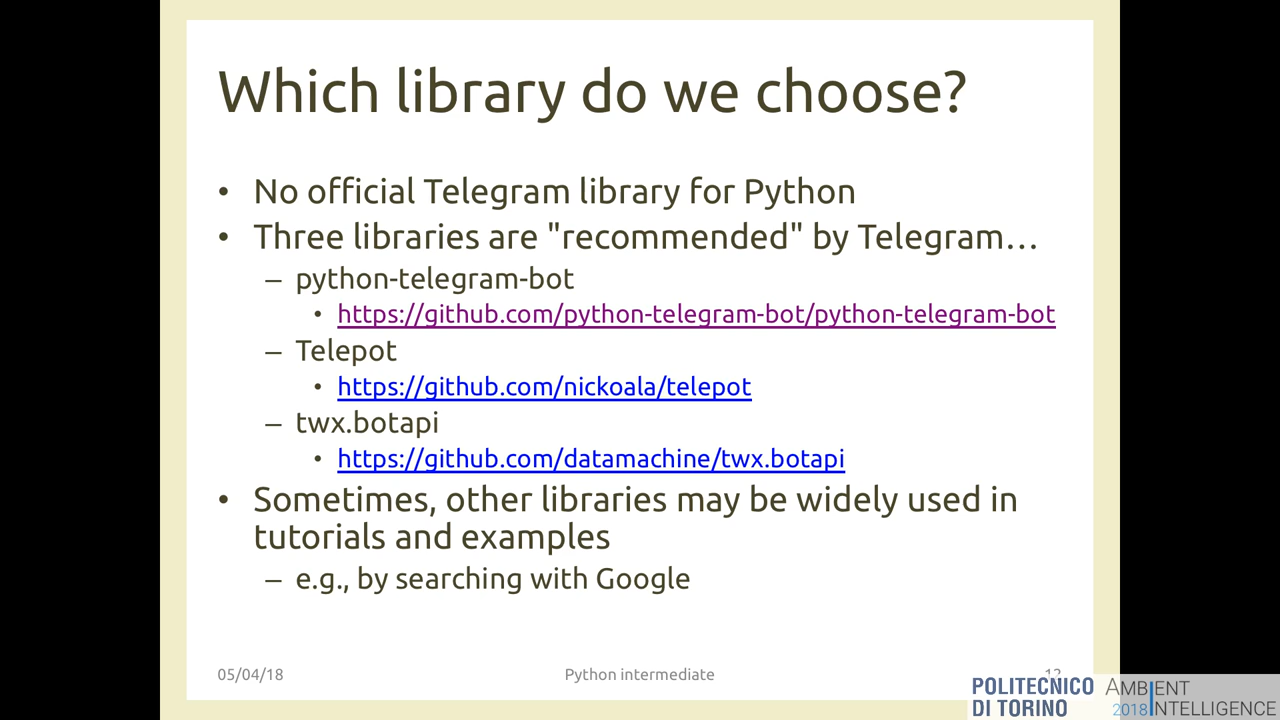 Which library do we choose?
• No official Telegram library for Python
• Three libraries are "recommended" by Telegram…
– python-telegram-bot
• https://github.com/python-telegram-bot/python-telegram-bot
– Telepot
• https://github.com/nickoala/telepot
– twx.botapi
• https://github.com/datamachine/twx.botapi
• Sometimes, other libraries may be widely used in
tutorials and examples
– e.g., by searching with Google
05/04/18 Python intermediate 12
POLITECNICO
DI TORINO
AMBIENT
2018 INTELLIGENCE